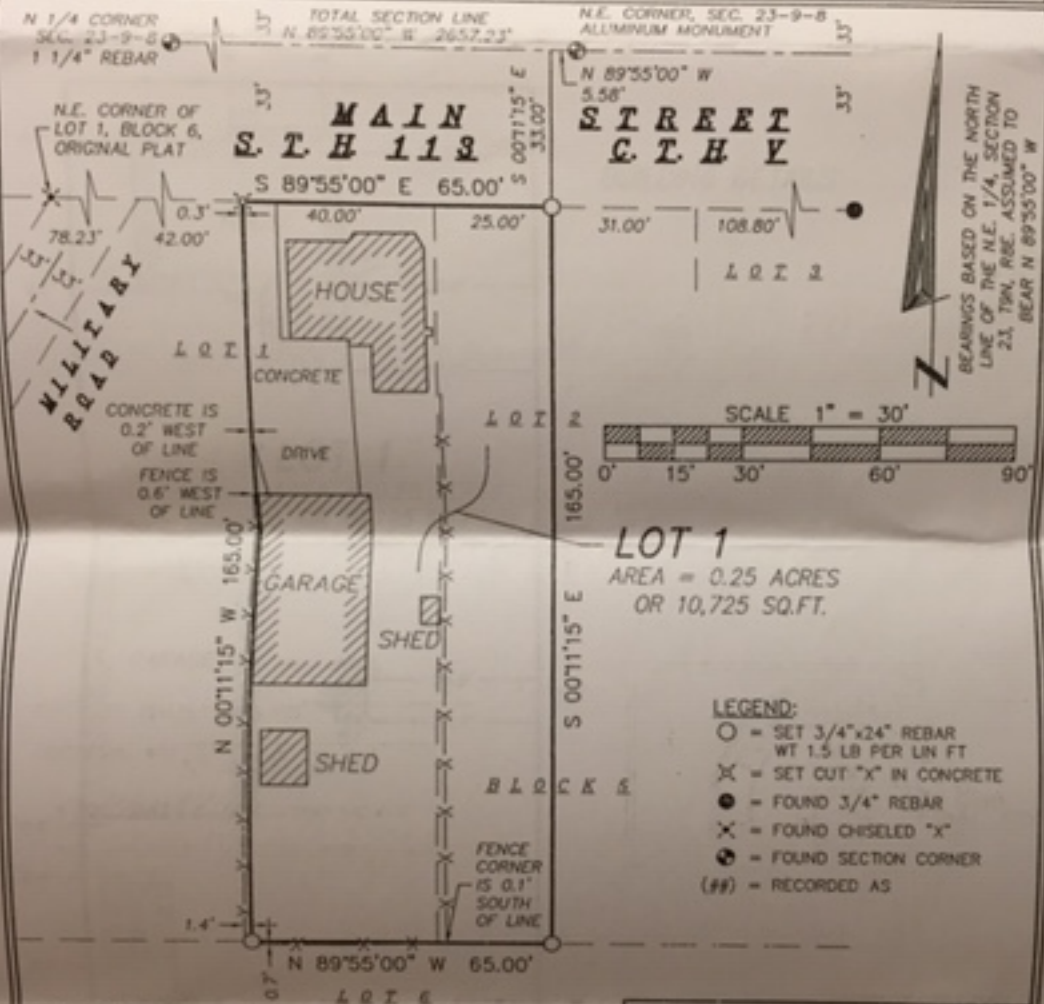 N 1/4 CORNER
SEC. 23-9-8
1 1/4" REBAR
33'
TOTAL SECTION LINE
N 89°55'00" W 2657.23'
N.E. CORNER, SEC. 23-9-8
ALUMINUM MONUMENT
33'
N 89°55'00" W
5.58'
N.E. CORNER OF
LOT 1, BLOCK 6,
ORIGINAL PLAT
33'
MAIN
S. T. H. 113
S 00°11'15" E
33.00'
STREET
C. T. H. V
33'
BEARINGS BASED ON THE NORTH
LINE OF THE N.E. 1/4, SECTION
23, T9N, R8E. ASSUMED TO
BEAR N 89°55'00" W
S 89°55'00" E 65.00'
0.3'
40.00'
25.00'
31.00'
108.80'
78.23'
42.00'
33'
33'
MILITARY
ROAD
LOT 3
HOUSE
LOT 1
CONCRETE
DRIVE
CONCRETE IS
0.2' WEST
OF LINE
FENCE IS
0.6' WEST
OF LINE
LOT 2
N
SCALE 1" = 30'
0' 15' 30' 60' 90'
165.00'
S 00°11'15" E
LOT 1
AREA = 0.25 ACRES
OR 10,725 SQ.FT.
N 00°11'15" W 165.00'
GARAGE
SHED
SHED
BLOCK 5
LEGEND:
= SET 3/4"x24" REBAR
WT 1.5 LB PER LIN FT
= SET CUT "X" IN CONCRETE
= FOUND 3/4" REBAR
= FOUND CHISELED "X"
= FOUND SECTION CORNER
(##) = RECORDED AS
FENCE
CORNER
IS 0.1'
SOUTH
OF LINE
1.4'
0.7'
N 89°55'00" W 65.00'
LOT 6